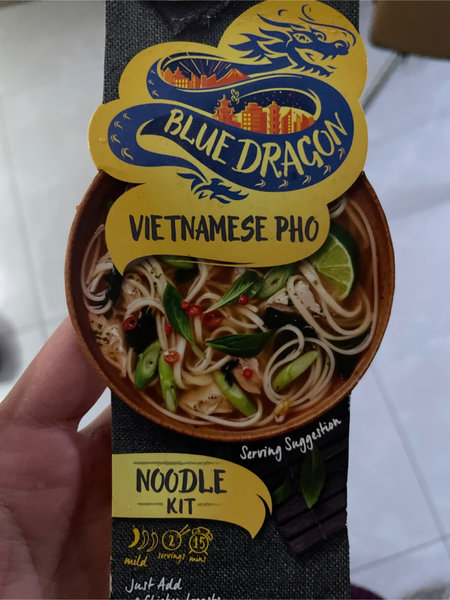 BLUE DRAGON
VIETNAMESE PHO
Serving Suggestion
NOODLE
KIT
2 15
mild servings mins
Just Add